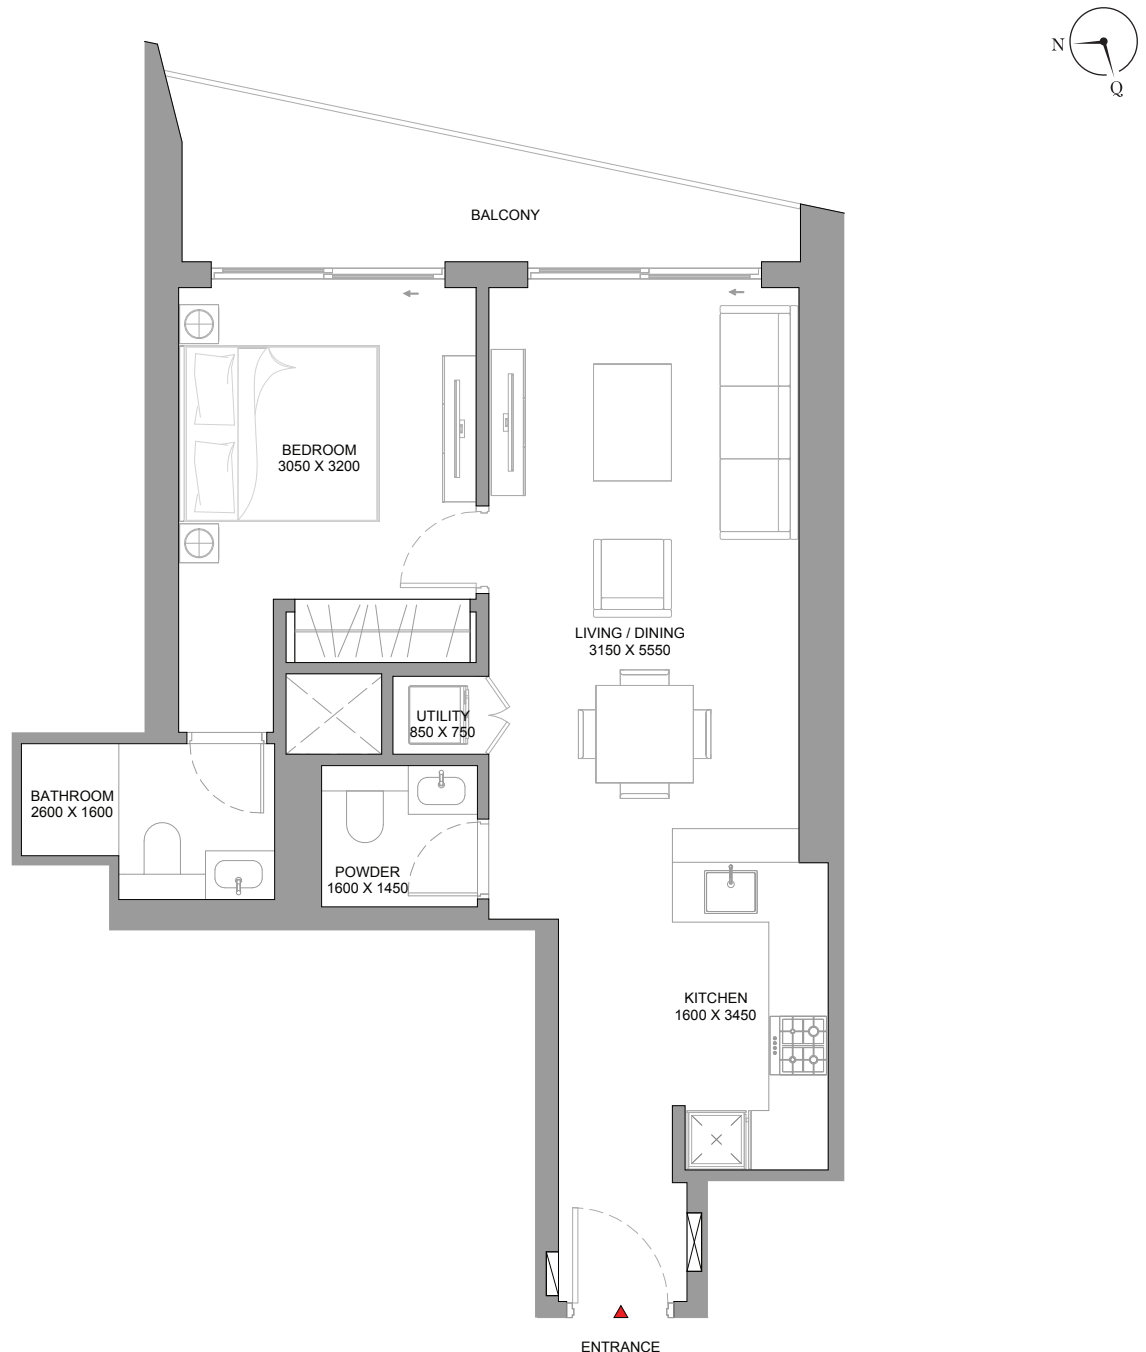 N
Q
BALCONY
BEDROOM
3050 X 3200
LIVING / DINING
3150 X 5550
UTILITY
850 X 750
BATHROOM
2600 X 1600
POWDER
1600 X 1450
KITCHEN
1600 X 3450
ENTRANCE